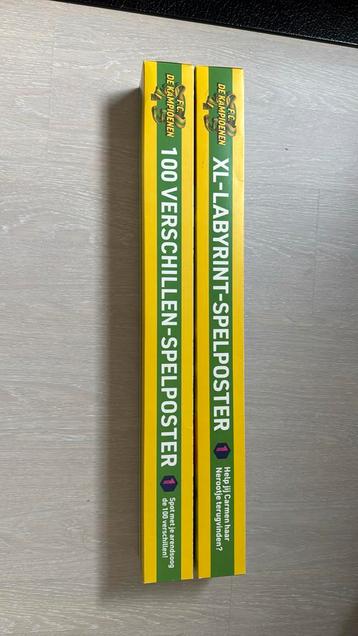 F.C.
DE KAMPIOENEN
100 VERSCHILLEN-SPELPOSTER
1
Spot met je arendsoog
de 100 verschillen!
F.C.
DE KAMPIOENEN
XL-LABYRINT-SPELPOSTER
1
Help jij Carmen haar
Nerootje terugvinden?